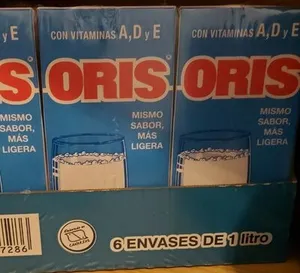 y E
CON VITAMINAS A,D y E
CON VITAMINAS A,D y E
ORIS
ORIS
MISMO
SABOR,
MÁS
LIGERA
MISMO
SABOR,
MÁS
LIGERA
7286
6 ENVASES DE 1 litro